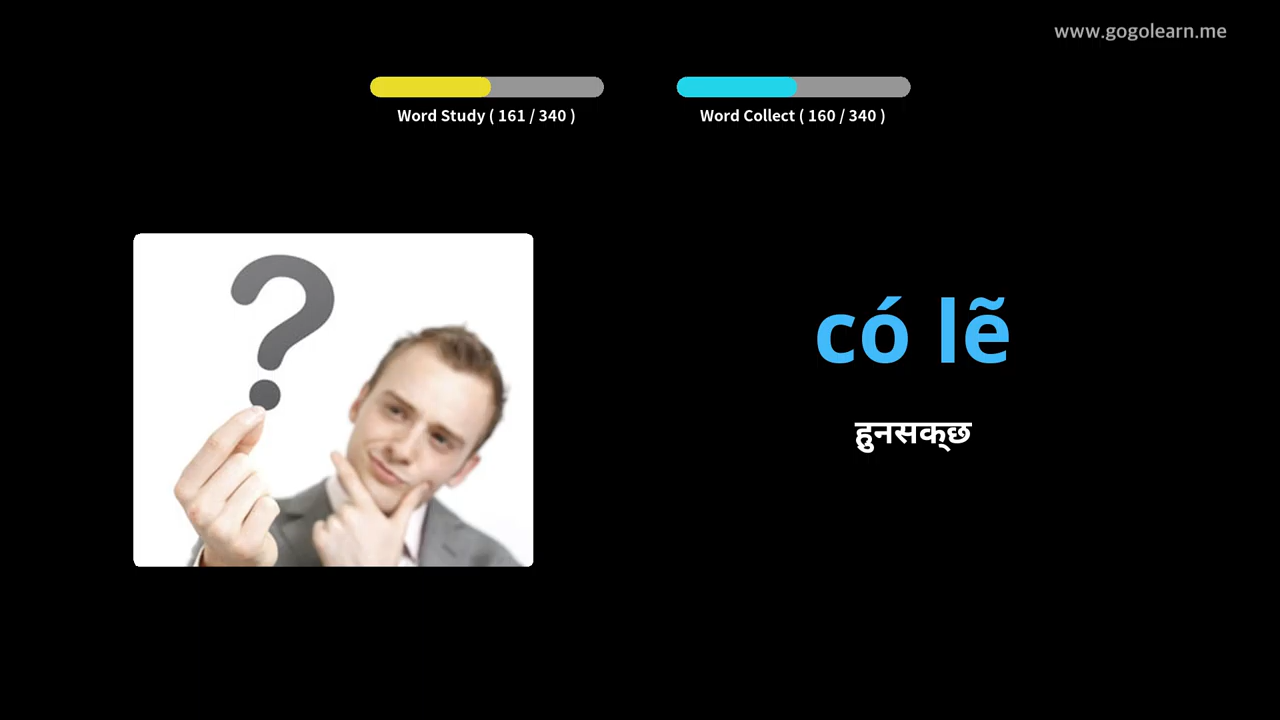 www.gogolearn.me
Word Study ( 161 / 340 )
Word Collect ( 160 / 340 )
?
có lẽ
हुनसक्छ